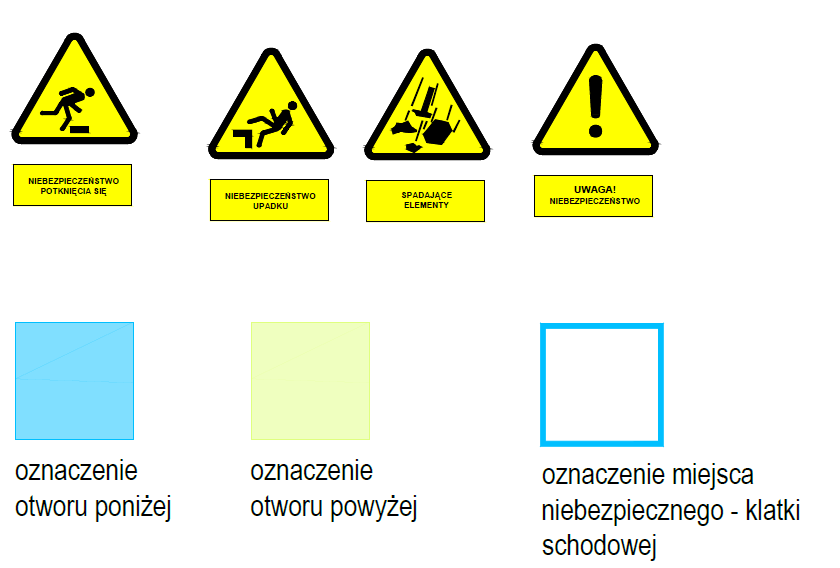 NIEBEZPIECZEŃSTWO
POTKNIĘCIA SIĘ
NIEBEZPIECZEŃSTWO
UPADKU
SPADAJĄCE
ELEMENTY
UWAGA!
NIEBEZPIECZEŃSTWO
oznaczenie
otworu poniżej
oznaczenie
otworu powyżej
oznaczenie miejsca
niebezpiecznego - klatki
schodowej